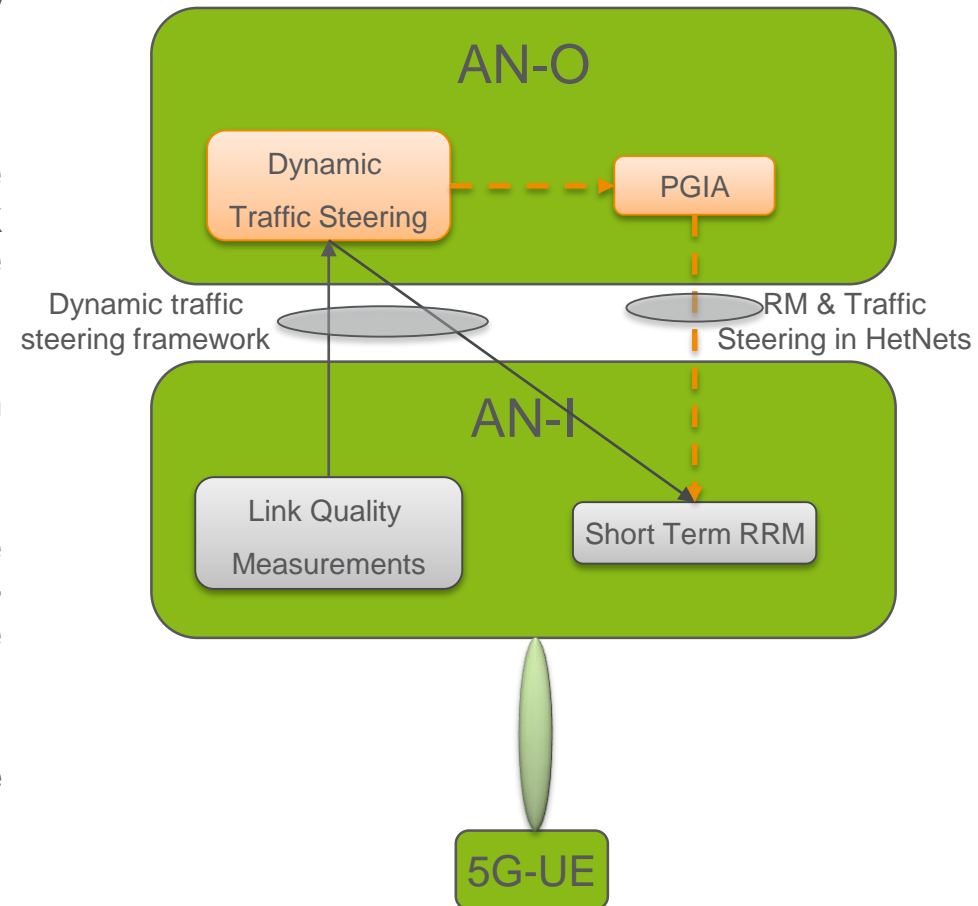 AN-O
Dynamic
Traffic Steering
PGIA
Dynamic traffic
steering framework
RM & Traffic
Steering in HetNets
AN-I
Link Quality
Measurements
Short Term RRM
5G-UE